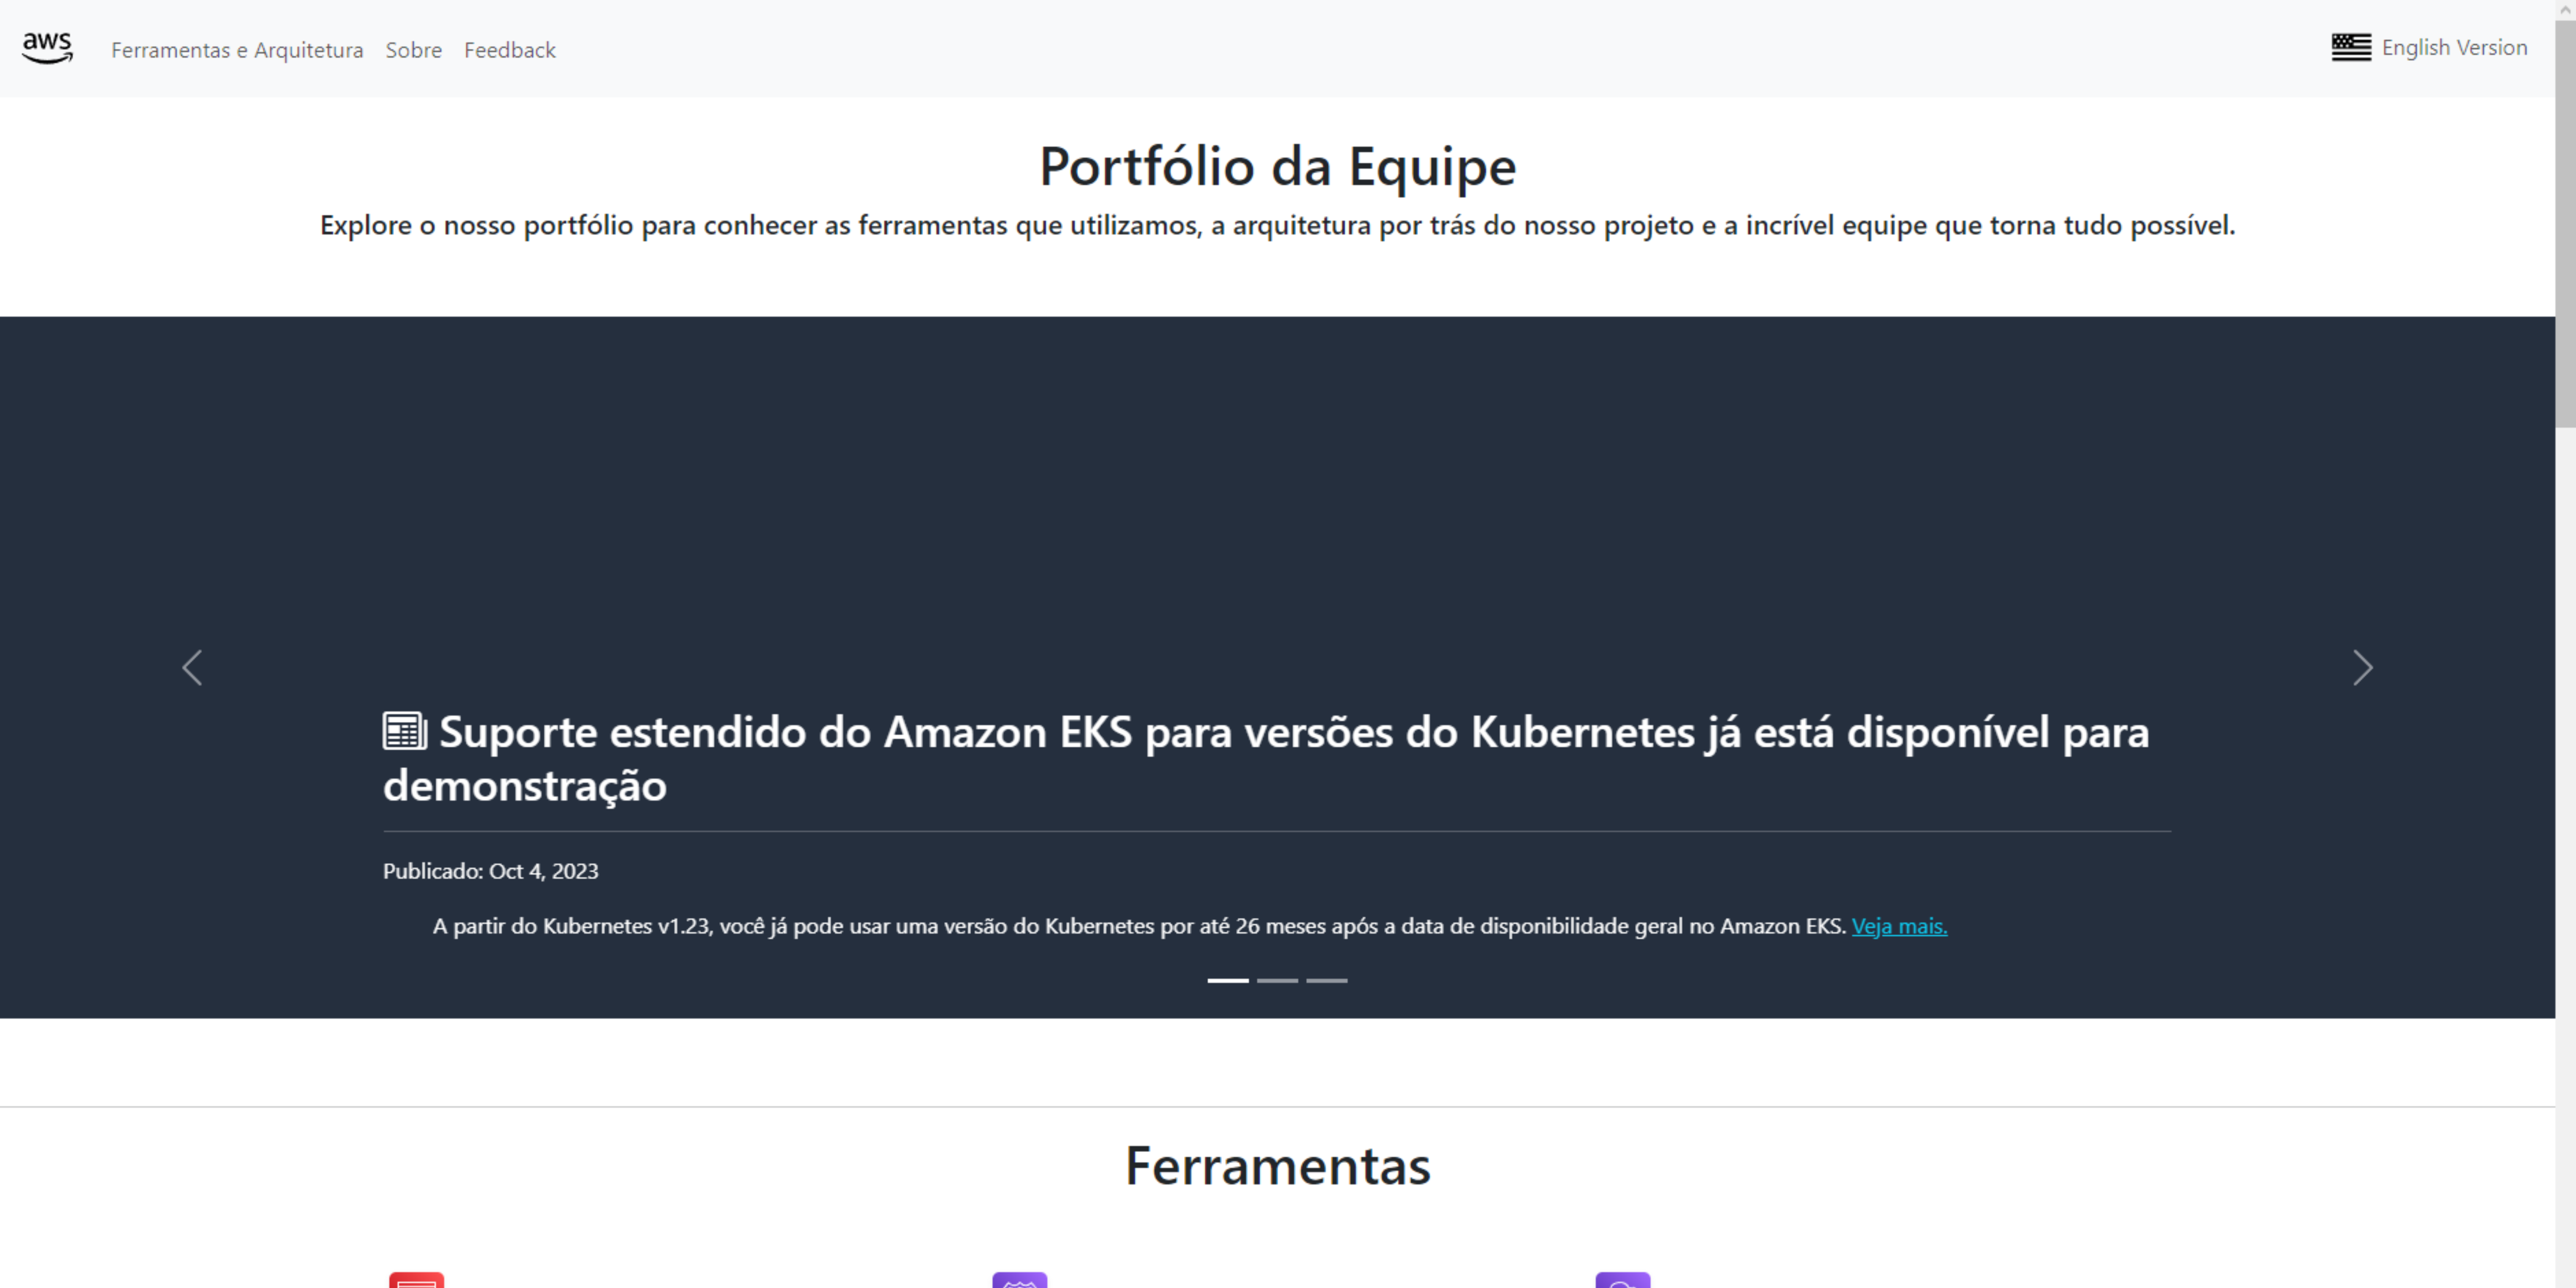 aws
Ferramentas e Arquitetura Sobre Feedback
English Version
Portfólio da Equipe
Explore o nosso portfólio para conhecer as ferramentas que utilizamos, a arquitetura por trás do nosso projeto e a incrível equipe que torna tudo possível.
Suporte estendido do Amazon EKS para versões do Kubernetes já está disponível para
demonstração
Publicado: Oct 4, 2023
A partir do Kubernetes v1.23, você já pode usar uma versão do Kubernetes por até 26 meses após a data de disponibilidade geral no Amazon EKS. Veja mais.
Ferramentas